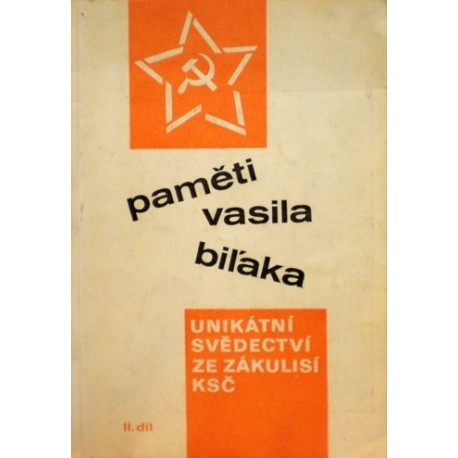 paměti
vasila
biľaka
UNIKÁTNÍ
SVĚDECTVÍ
ZE ZÁKULISÍ
KSČ
II. díl